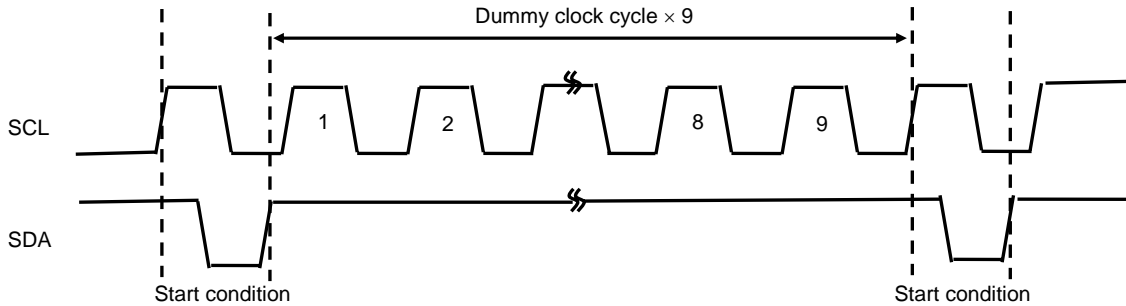 Dummy clock cycle × 9
SCL
1
2
8
9
SDA
Start condition
Start condition